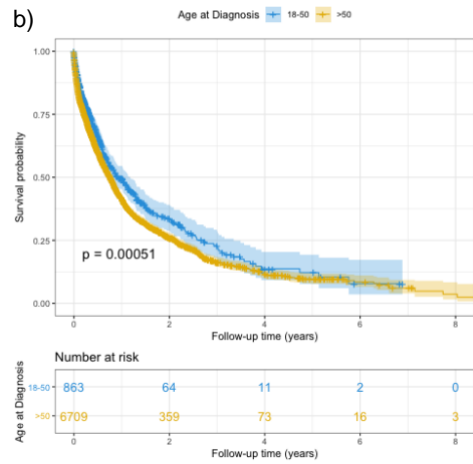 b)
Age at Diagnosis 18-50 >50
Survival probability
1.00
0.75
0.50
0.25
0.00
p = 0.00051
0 2 4 6 8
Follow-up time (years)
Number at risk
Age at Diagnosis
18-50 863 64 11 2 0
>50 6709 359 73 16 3
0 2 4 6 8
Follow-up time (years)